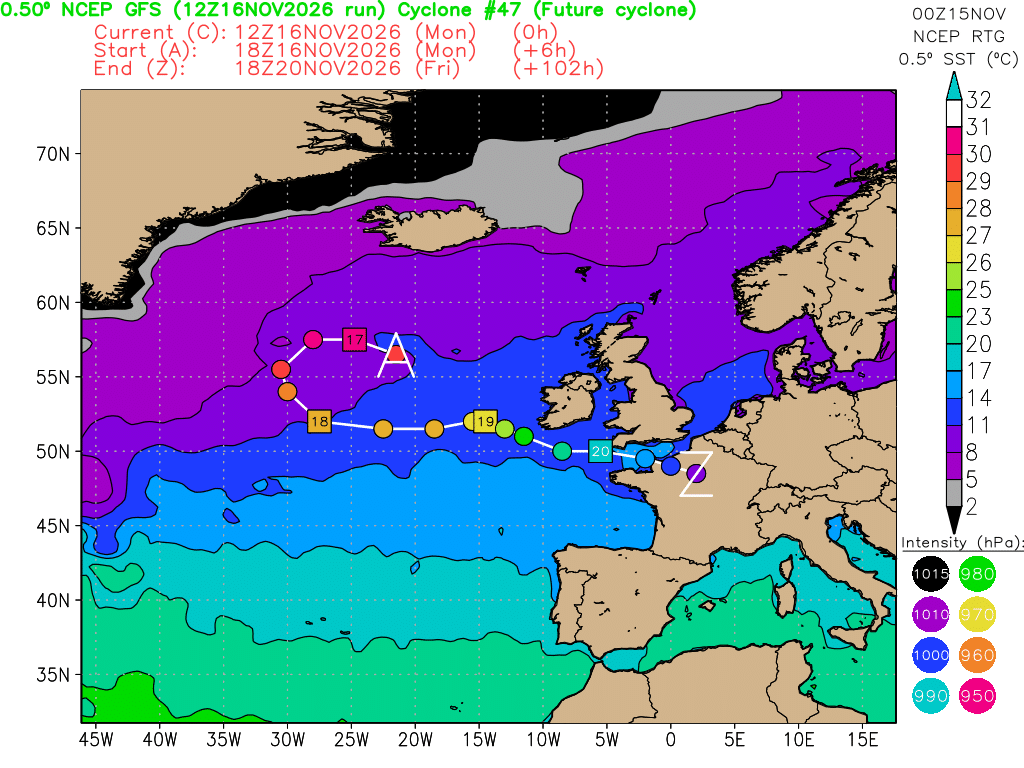 0.50º NCEP GFS (12Z16NOV2026 run) Cyclone #47 (Future cyclone)
Current (C): 12Z16NOV2026 (Mon) (0h)
Start (A): 18Z16NOV2026 (Mon) (+6h)
End (Z): 18Z20NOV2026 (Fri) (+102h)
00Z15NOV
NCEP RTG
0.5º SST (ºC)
32
31
30
29
28
27
26
25
23
20
17
14
11
8
5
2
70N
65N
60N
55N
50N
45N
40N
35N
A
17
18
19
20
Z
45W 40W 35W 30W 25W 20W 15W 10W 5W 0 5E 10E 15E
Intensity (hPa):
1015 980
1010 970
1000 960
990 950